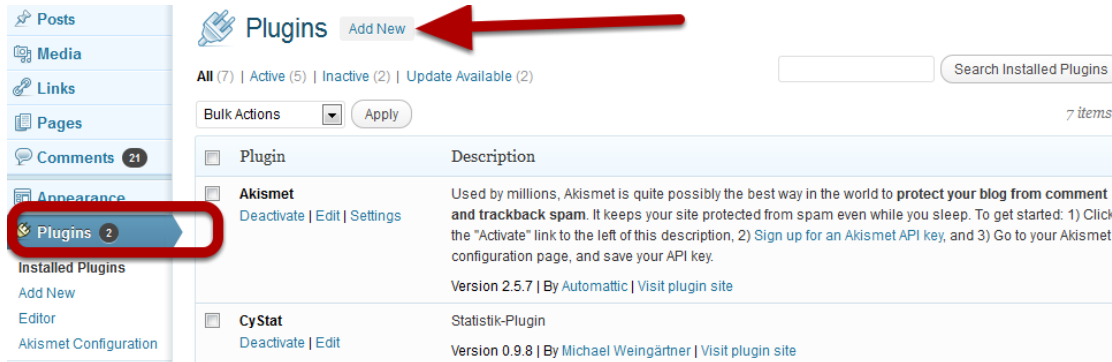 Posts
Media
Links
Pages
Comments 21
Appearance
Plugins 2
Installed Plugins
Add New
Editor
Akismet Configuration
Plugins Add New
All (7) | Active (5) | Inactive (2) | Update Available (2)
Search Installed Plugins
Bulk Actions Apply
7 items
Plugin Description
Akismet
Deactivate | Edit | Settings
Used by millions, Akismet is quite possibly the best way in the world to protect your blog from comment
and trackback spam. It keeps your site protected from spam even while you sleep. To get started: 1) Click
the "Activate" link to the left of this description, 2) Sign up for an Akismet API key, and 3) Go to your Akismet
configuration page, and save your API key.
Version 2.5.7 | By Automattic | Visit plugin site
CyStat
Deactivate | Edit
Statistik-Plugin
Version 0.9.8 | By Michael Weingärtner | Visit plugin site